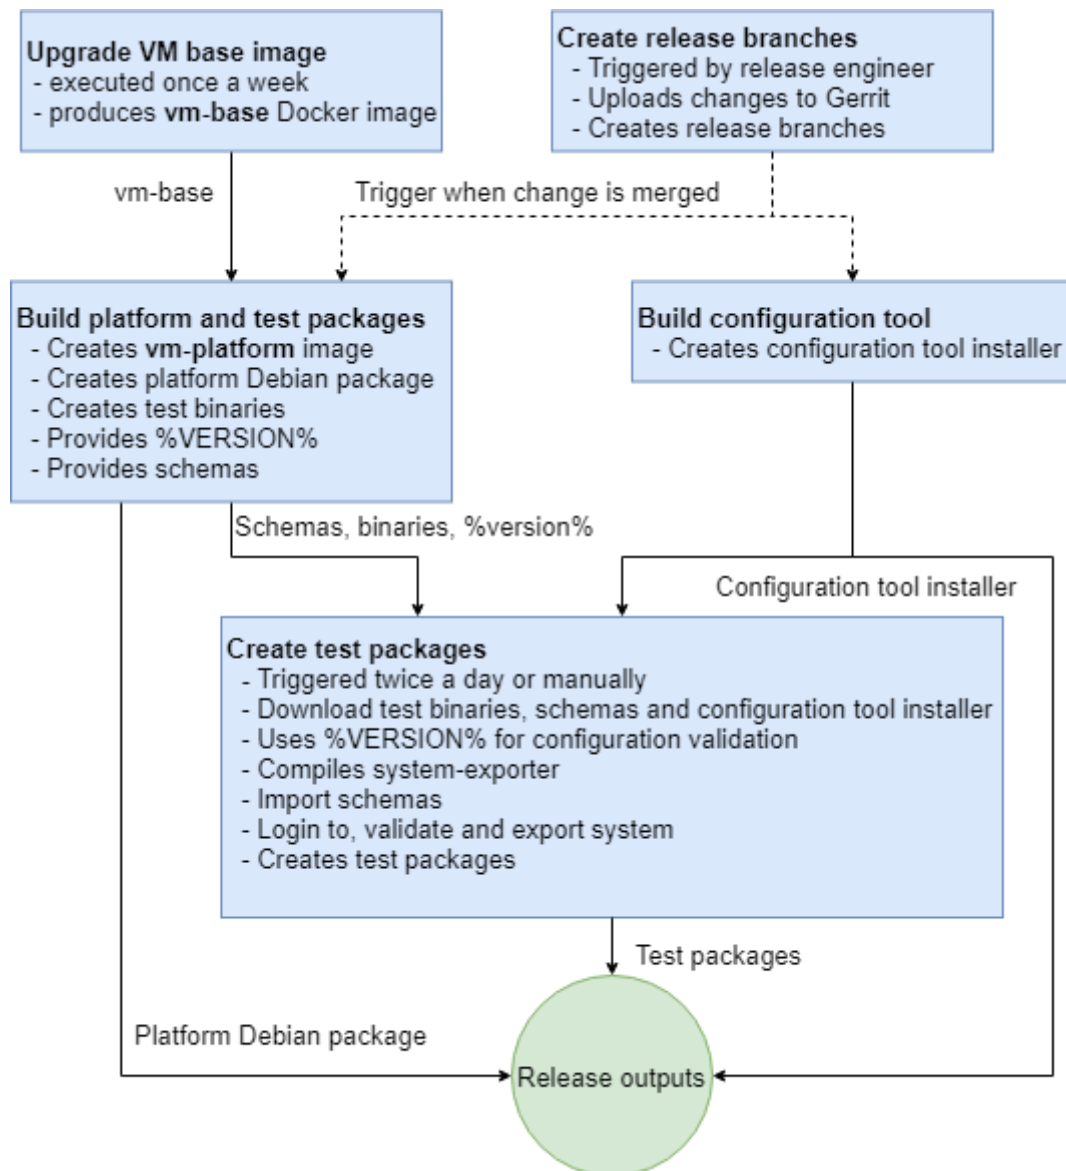 Upgrade VM base image
- executed once a week
- produces vm-base Docker image
Create release branches
- Triggered by release engineer
- Uploads changes to Gerrit
- Creates release branches
vm-base
Trigger when change is merged
Build platform and test packages
- Creates vm-platform image
- Creates platform Debian package
- Creates test binaries
- Provides %VERSION%
- Provides schemas
Build configuration tool
- Creates configuration tool installer
Schemas, binaries, %version%
Configuration tool installer
Create test packages
- Triggered twice a day or manually
- Download test binaries, schemas and configuration tool installer
- Uses %VERSION% for configuration validation
- Compiles system-exporter
- Import schemas
- Login to, validate and export system
- Creates test packages
Test packages
Platform Debian package
Release outputs